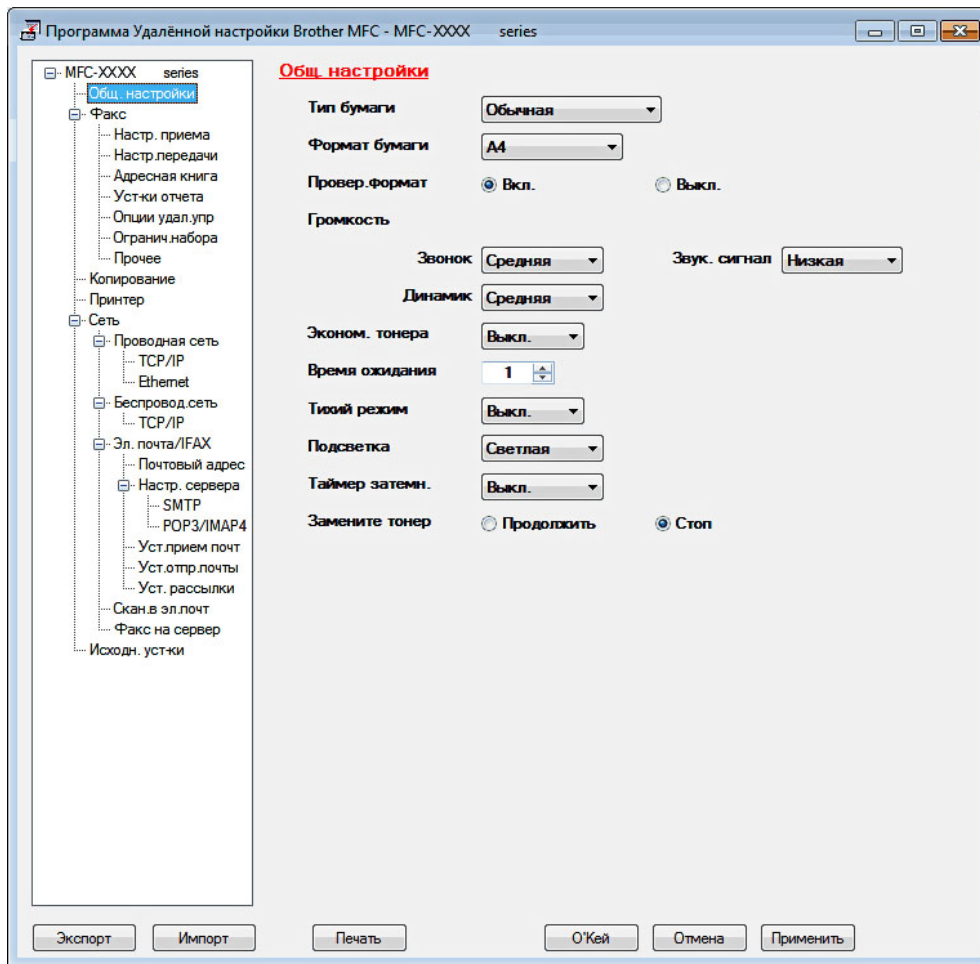 Программа Удалённой настройки Brother MFC - MFC-XXXX series
MFC-XXXX series
Общ. настройки
Факс
Настр. приема
Настр.передачи
Адресная книга
Уст-ки отчета
Опции удал.упр
Огранич.набора
Прочее
Копирование
Принтер
Сеть
Проводная сеть
TCP/IP
Ethernet
Беспровод.сеть
TCP/IP
Эл. почта/IFAX
Почтовый адрес
Настр. сервера
SMTP
POP3/IMAP4
Уст.прием почт
Уст.отпр.почты
Уст. рассылки
Скан.в эл.почт
Факс на сервер
Исходн. уст-ки
Общ. настройки
Тип бумаги Обычная
Формат бумаги A4
Провер.формат Вкл. Выкл.
Громкость
Звонок Средняя Звук. сигнал Низкая
Динамик Средняя
Эконом. тонера Выкл.
Время ожидания 1
Тихий режим Выкл.
Подсветка Светлая
Таймер затемн. Выкл.
Замените тонер Продолжить Стоп
Экспорт Импорт Печать О'Кей Отмена Применить